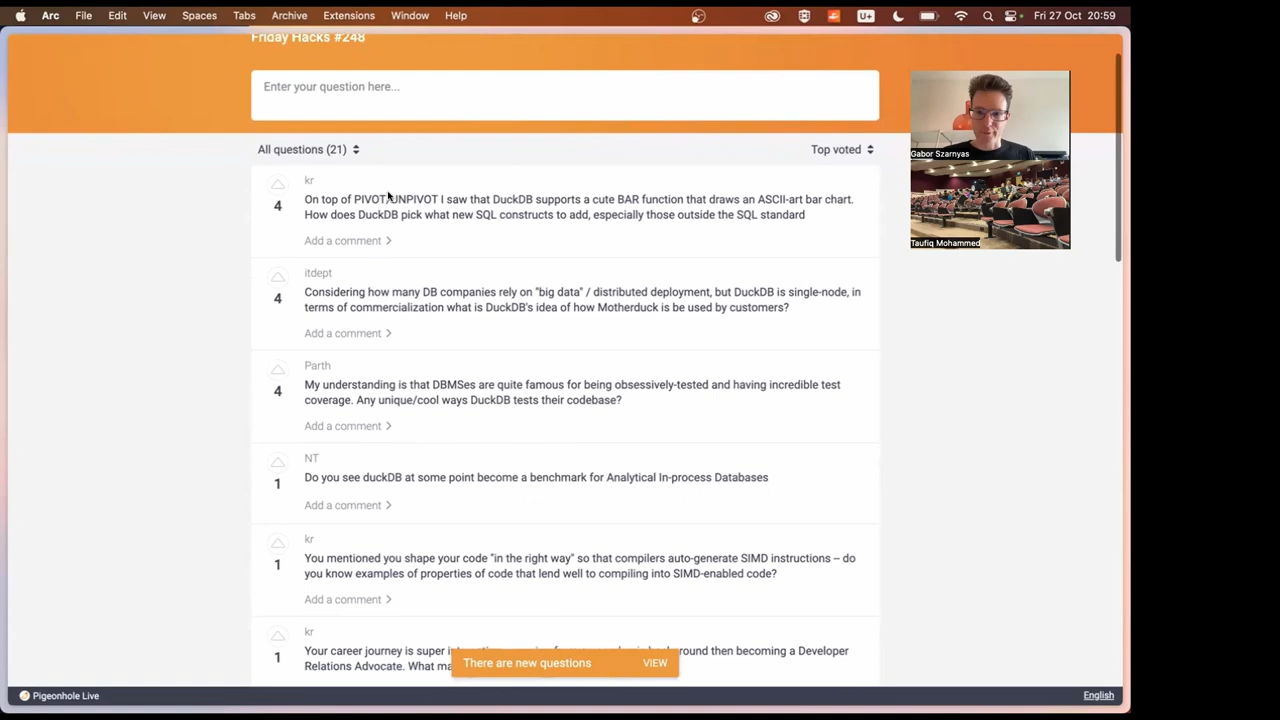 Arc File Edit View Spaces Tabs Archive Extensions Window Help U+ Fri 27 Oct 20:59
Friday Hacks #248
Enter your question here...
All questions (21) Top voted
kr
4
On top of PIVOT/UNPIVOT I saw that DuckDB supports a cute BAR function that draws an ASCII-art bar chart.
How does DuckDB pick what new SQL constructs to add, especially those outside the SQL standard
Add a comment
itdept
4
Considering how many DB companies rely on "big data" / distributed deployment, but DuckDB is single-node, in
terms of commercialization what is DuckDB's idea of how Motherduck is be used by customers?
Add a comment
Parth
4
My understanding is that DBMSes are quite famous for being obsessively-tested and having incredible test
coverage. Any unique/cool ways DuckDB tests their codebase?
Add a comment
NT
1
Do you see duckDB at some point become a benchmark for Analytical In-process Databases
Add a comment
kr
1
You mentioned you shape your code "in the right way" so that compilers auto-generate SIMD instructions – do
you know examples of properties of code that lend well to compiling into SIMD-enabled code?
Add a comment
kr
1
Your career journey is super then becoming a Developer
Relations Advocate. What
There are new questions VIEW
Gabor Szarnyas
Taufiq Mohammed
Pigeonhole Live English